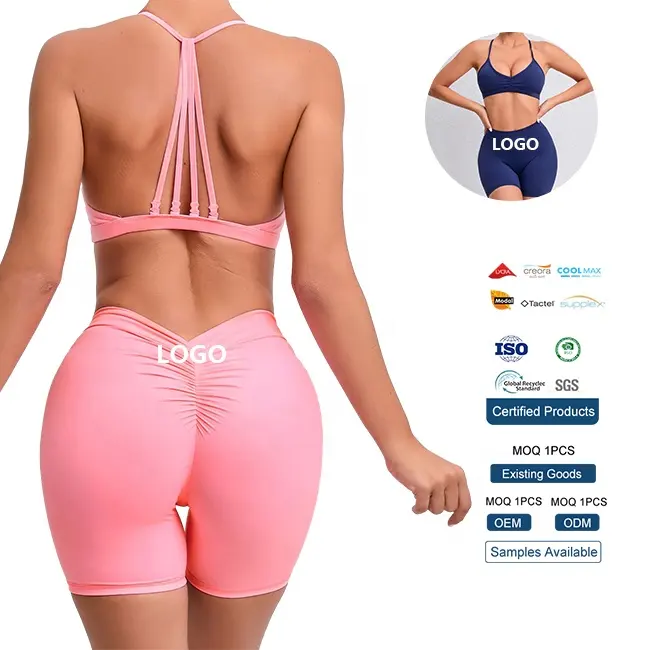 LOGO
LOGO
LYCRA
creora
COOLMAX
Modal
Tactel
supplex
ISO
Global Recycled
Standard
SGS
Certified Products
MOQ 1PCS
Existing Goods
MOQ 1PCS MOQ 1PCS
OEM ODM
Samples Available